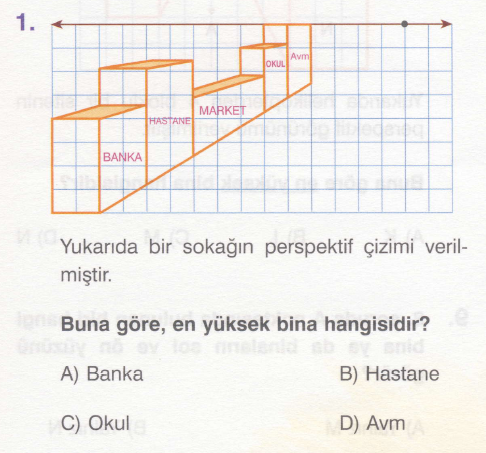 1.
OKUL
Avm
HASTANE
MARKET
BANKA
Yukarıda bir sokağın perspektif çizimi veril-
miştir.
Buna göre, en yüksek bina hangisidir?
A) Banka
B) Hastane
C) Okul
D) Avm